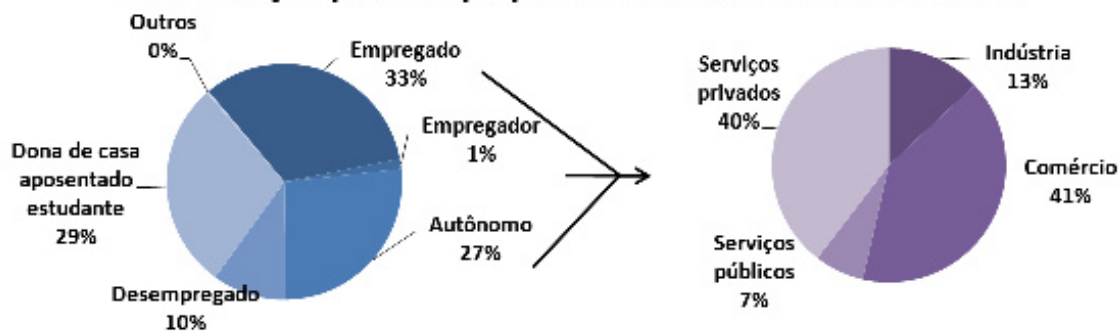 Outros
0%
Empregado
33%
Empregador
1%
Autônomo
27%
Desempregado
10%
Dona de casa
aposentado
estudante
29%
Serviços
privados
40%
Indústria
13%
Comércio
41%
Serviços
públicos
7%